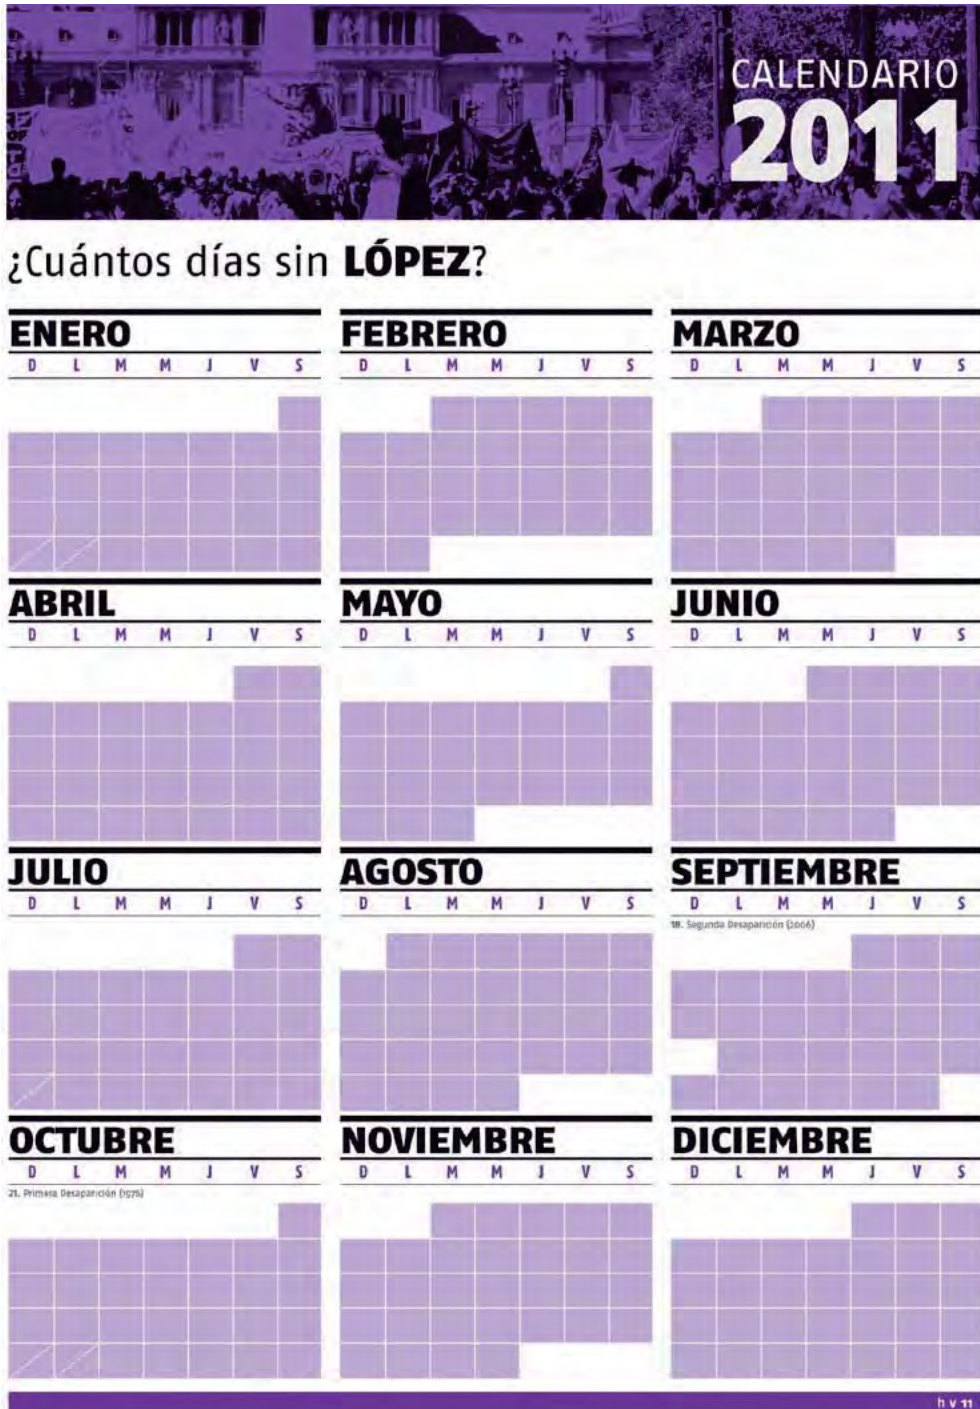 CALENDARIO
2011
¿Cuántos días sin LÓPEZ?
ENERO
D L M M J V S
FEBRERO
D L M M J V S
MARZO
D L M M J V S
ABRIL
D L M M J V S
MAYO
D L M M J V S
JUNIO
D L M M J V S
JULIO
D L M M J V S
AGOSTO
D L M M J V S
SEPTIEMBRE
D L M M J V S
18. Segunda Desaparición (2006)
OCTUBRE
D L M M J V S
21. Primera Desaparición (1976)
NOVIEMBRE
D L M M J V S
DICIEMBRE
D L M M J V S
h v 11